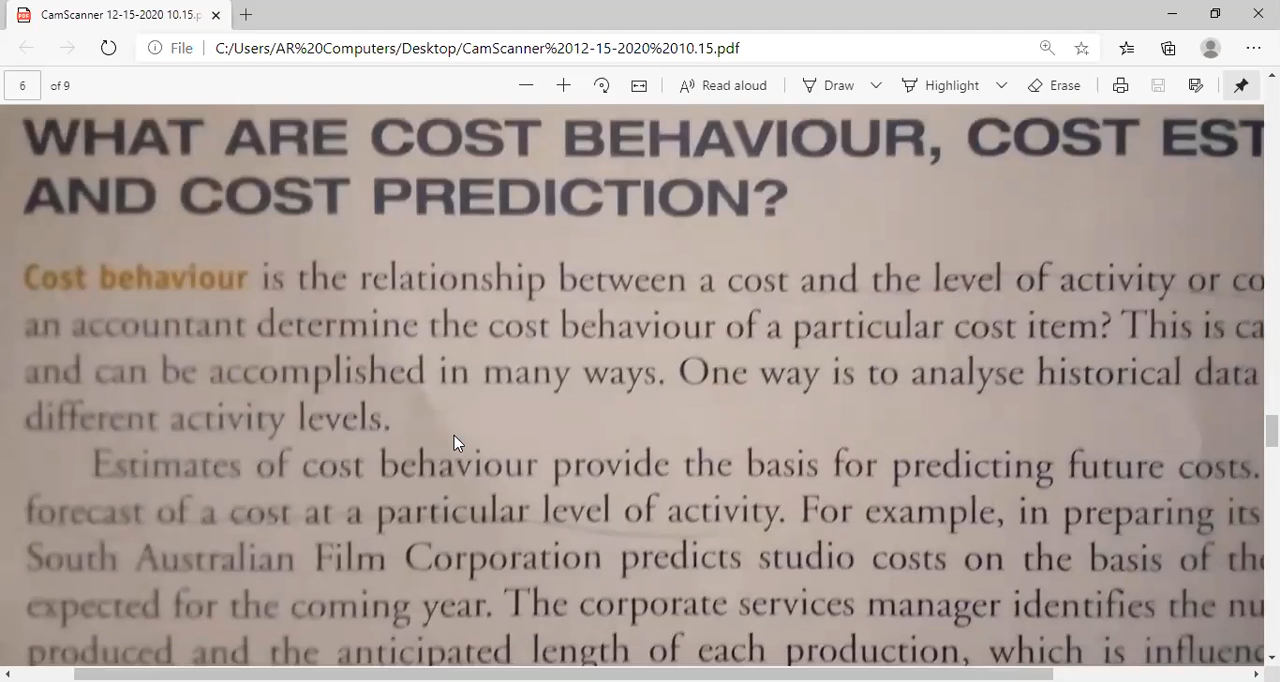 CamScanner 12-15-2020 10.15.p
File C:/Users/AR%20Computers/Desktop/CamScanner%2012-15-2020%2010.15.pdf
6 of 9 Read aloud Draw Highlight Erase
WHAT ARE COST BEHAVIOUR, COST EST
AND COST PREDICTION?
Cost behaviour is the relationship between a cost and the level of activity or co
an accountant determine the cost behaviour of a particular cost item? This is ca
and can be accomplished in many ways. One way is to analyse historical data
different activity levels.
Estimates of cost behaviour provide the basis for predicting future costs.
forecast of a cost at a particular level of activity. For example, in preparing its
South Australian Film Corporation predicts studio costs on the basis of the
expected for the coming year. The corporate services manager identifies the nu
produced and the anticipated length of each production, which is influenc